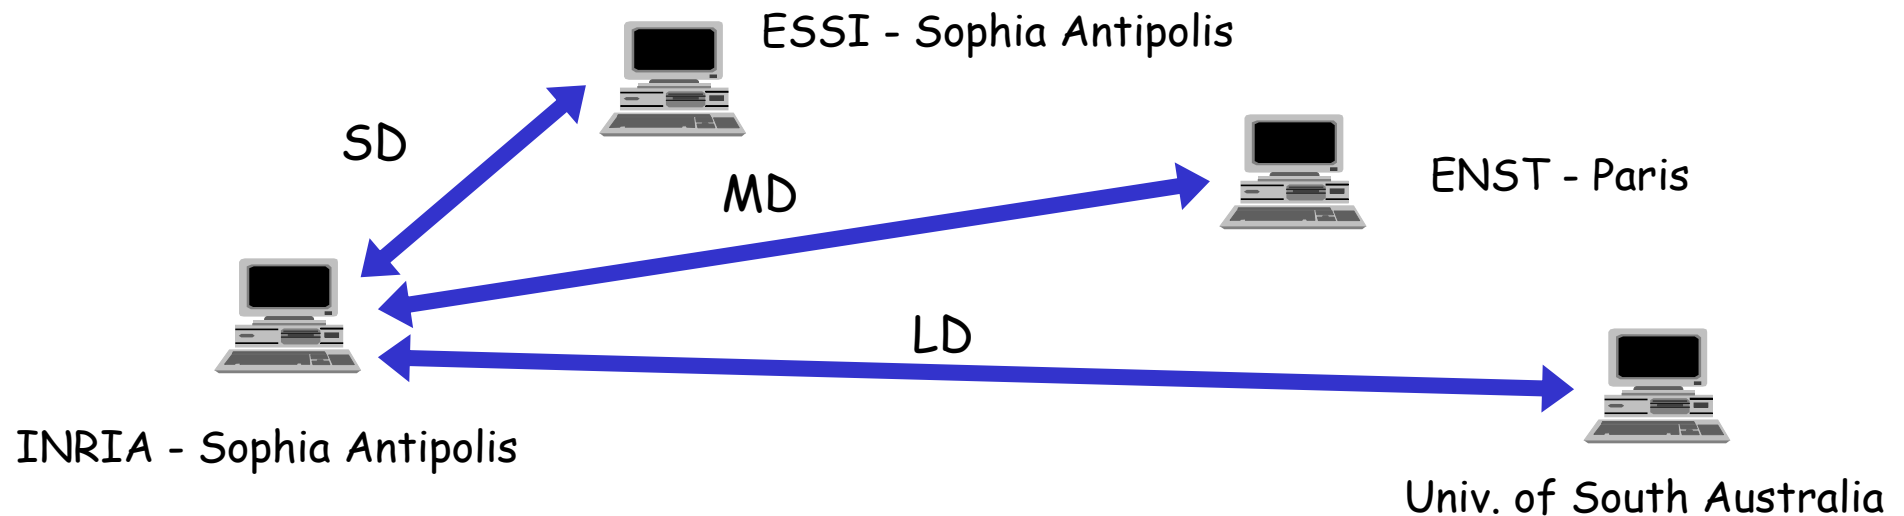 ESSI - Sophia Antipolis
SD
MD
ENST - Paris
LD
INRIA - Sophia Antipolis
Univ. of South Australia